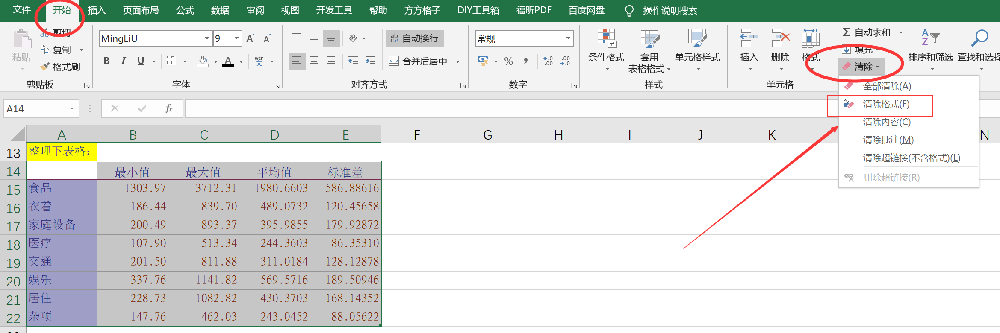 文件 开始 插入 页面布局 公式 数据 审阅 视图 开发工具 帮助 方方格子 DIY工具箱 福昕PDF 百度网盘 操作说明搜索
粘贴
剪切
复制
格式刷
剪贴板
MingLiU 9 A A
B I U A wén 文
字体
ab c 自动换行
合并后居中
对齐方式
常规
% , .0 .00 .00 .0
数字
条件格式 套用 表格格式 单元格样式
样式
插入 删除 格式
单元格
Σ 自动求和
填充
清除
A Z 排序和筛选 查找和选择
全部清除(A)
% 清除格式(F)
清除内容(C)
清除批注(M)
清除超链接(不含格式)(L)
删除超链接(R)
A14 fx
A B C D E F G H I J K N
13 整理下表格：
14 最小值 最大值 平均值 标准差
15 食品 1303.97 3712.31 1980.6603 586.88616
16 衣着 186.44 839.70 489.0732 120.45658
17 家庭设备 200.49 893.37 395.9855 179.92872
18 医疗 107.90 513.34 244.3603 86.35310
19 交通 201.50 811.88 311.0184 128.12878
20 娱乐 337.76 1141.82 569.5716 189.50946
21 居住 228.73 1082.82 430.3703 168.14352
22 杂项 147.76 462.03 243.0452 88.05622